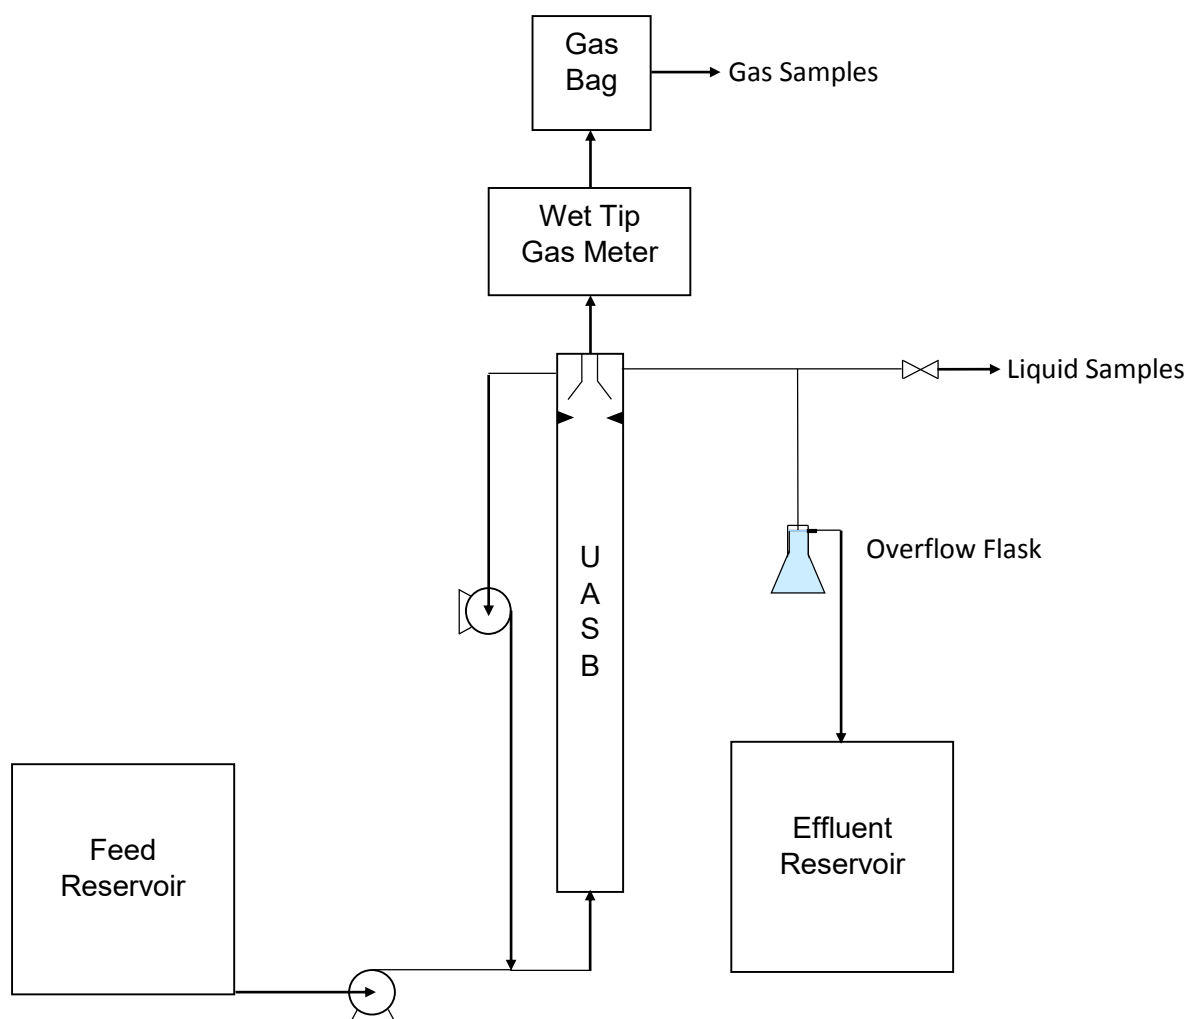 Gas
Bag
Gas Samples
Wet Tip
Gas Meter
Liquid Samples
U
A
S
B
Overflow Flask
Feed
Reservoir
Effluent
Reservoir